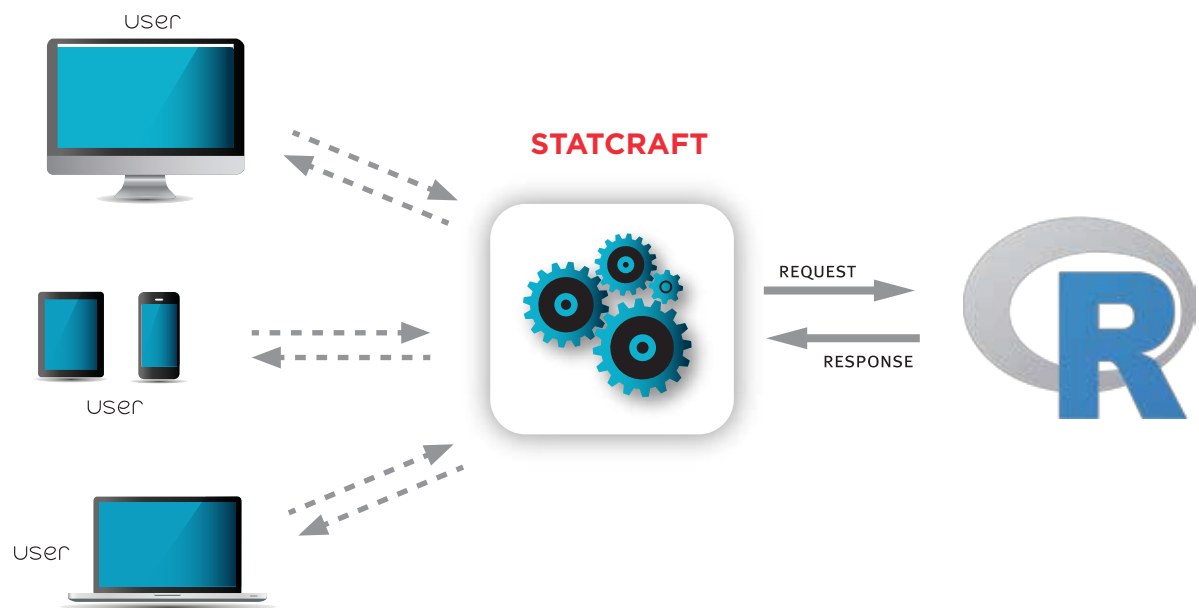 user
STATCRAFT
REQUEST
RESPONSE
R
user
user